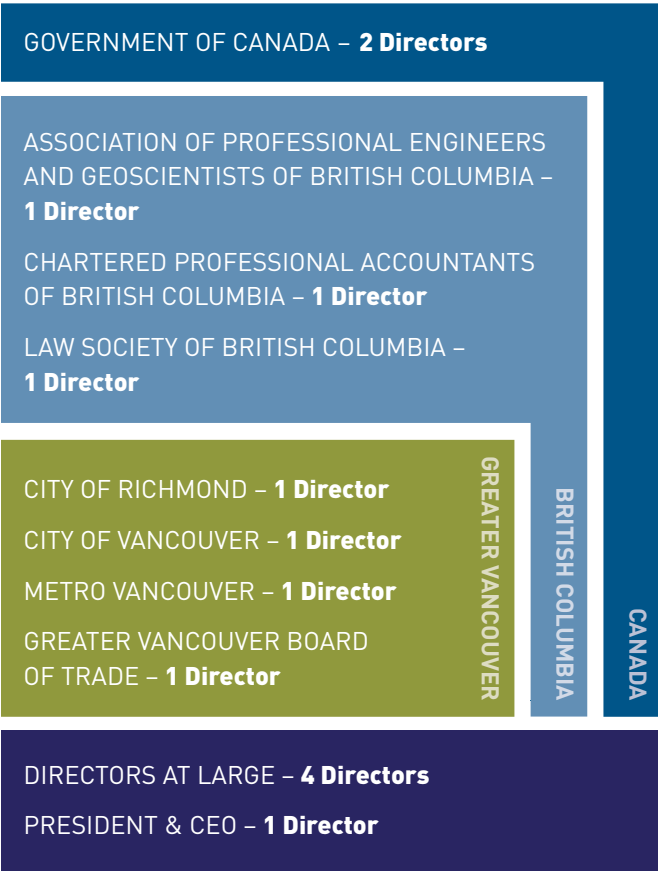 GOVERNMENT OF CANADA – 2 Directors
ASSOCIATION OF PROFESSIONAL ENGINEERS
AND GEOSCIENTISTS OF BRITISH COLUMBIA –
1 Director
CHARTERED PROFESSIONAL ACCOUNTANTS
OF BRITISH COLUMBIA – 1 Director
LAW SOCIETY OF BRITISH COLUMBIA –
1 Director
CITY OF RICHMOND – 1 Director
CITY OF VANCOUVER – 1 Director
METRO VANCOUVER – 1 Director
GREATER VANCOUVER BOARD
OF TRADE – 1 Director
GREATER VANCOUVER
BRITISH COLUMBIA
CANADA
DIRECTORS AT LARGE – 4 Directors
PRESIDENT & CEO – 1 Director